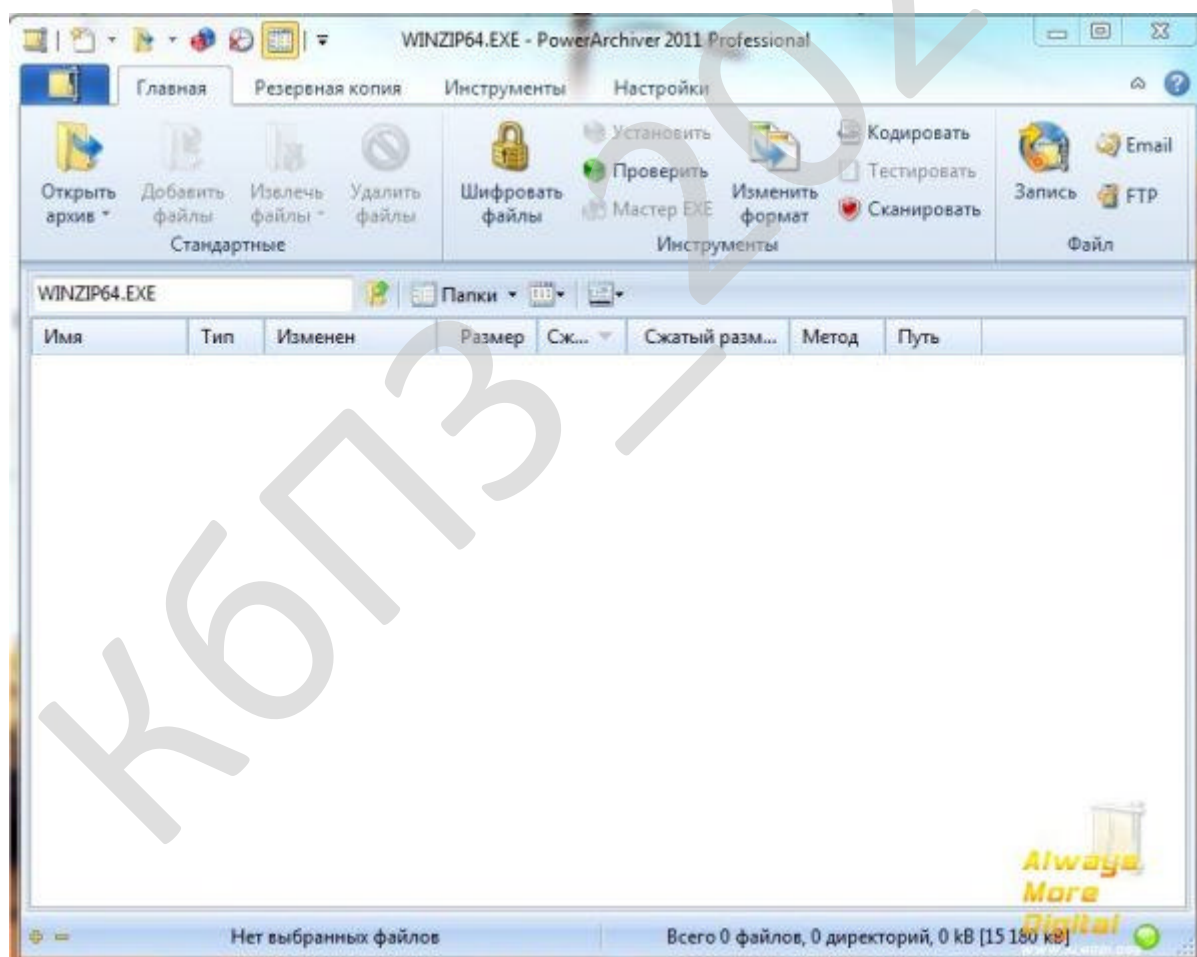 WINZIP64.EXE - PowerArchiver 2011 Professional
Главная Резервная копия Инструменты Настройки
Открыть архив
Добавить файлы
Извлечь файлы
Удалить файлы
Стандартные
Шифровать файлы
Установить
Проверить
Мастер EXE
Изменить формат
Кодировать
Тестировать
Сканировать
Инструменты
Запись
Email
FTP
Файл
WINZIP64.EXE
Папки
Имя Тип Изменен Размер Сж... Сжатый разм... Метод Путь
Always
More
Digital
Нет выбранных файлов
Всего 0 файлов, 0 директорий, 0 kB [15 180 kB]
КбПЗ_202